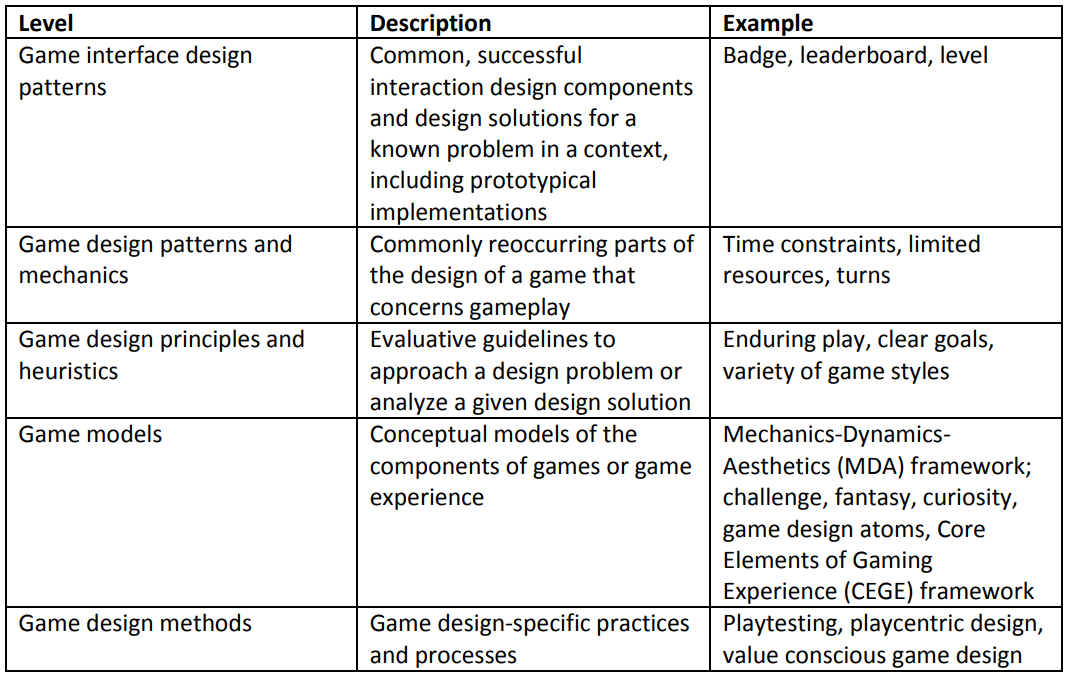 Level Description Example
Game interface design
patterns
Common, successful
interaction design components
and design solutions for a
known problem in a context,
including prototypical
implementations
Badge, leaderboard, level
Game design patterns and
mechanics
Commonly reoccurring parts of
the design of a game that
concerns gameplay
Time constraints, limited
resources, turns
Game design principles and
heuristics
Evaluative guidelines to
approach a design problem or
analyze a given design solution
Enduring play, clear goals,
variety of game styles
Game models
Conceptual models of the
components of games or game
experience
Mechanics-Dynamics-
Aesthetics (MDA) framework;
challenge, fantasy, curiosity,
game design atoms, Core
Elements of Gaming
Experience (CEGE) framework
Game design methods
Game design-specific practices
and processes
Playtesting, playcentric design,
value conscious game design